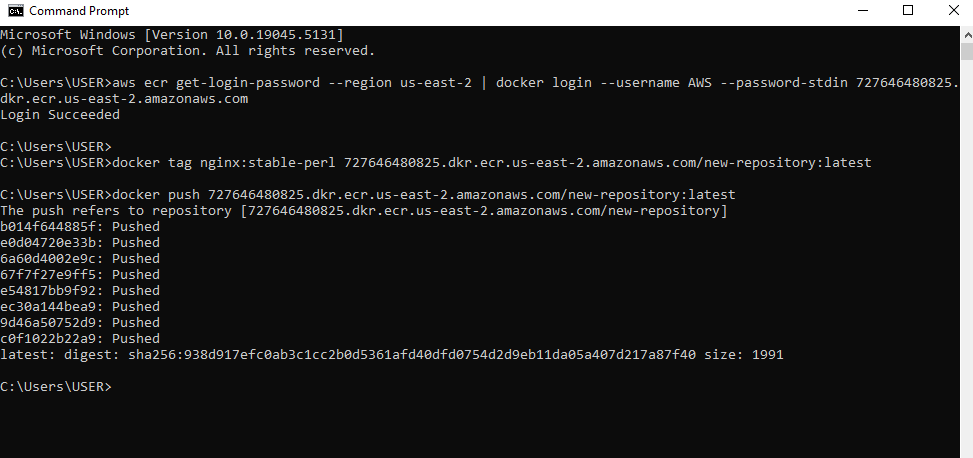 Command Prompt
Microsoft Windows [Version 10.0.19045.5131]
(c) Microsoft Corporation. All rights reserved.
C:\Users\USER>aws ecr get-login-password --region us-east-2 | docker login --username AWS --password-stdin 727646480825.
dkr.ecr.us-east-2.amazonaws.com
Login Succeeded
C:\Users\USER>
C:\Users\USER>docker tag nginx:stable-perl 727646480825.dkr.ecr.us-east-2.amazonaws.com/new-repository:latest
C:\Users\USER>docker push 727646480825.dkr.ecr.us-east-2.amazonaws.com/new-repository:latest
The push refers to repository [727646480825.dkr.ecr.us-east-2.amazonaws.com/new-repository]
b014f644885f: Pushed
e0d04720e33b: Pushed
6a60d4002e9c: Pushed
67f7f27e9ff5: Pushed
e54817bb9f92: Pushed
ec30a144bea9: Pushed
9d46a50752d9: Pushed
c0f1022b22a9: Pushed
latest: digest: sha256:938d917efc0ab3c1cc2b0d5361afd40dfd0754d2d9eb11da05a407d217a87f40 size: 1991
C:\Users\USER>